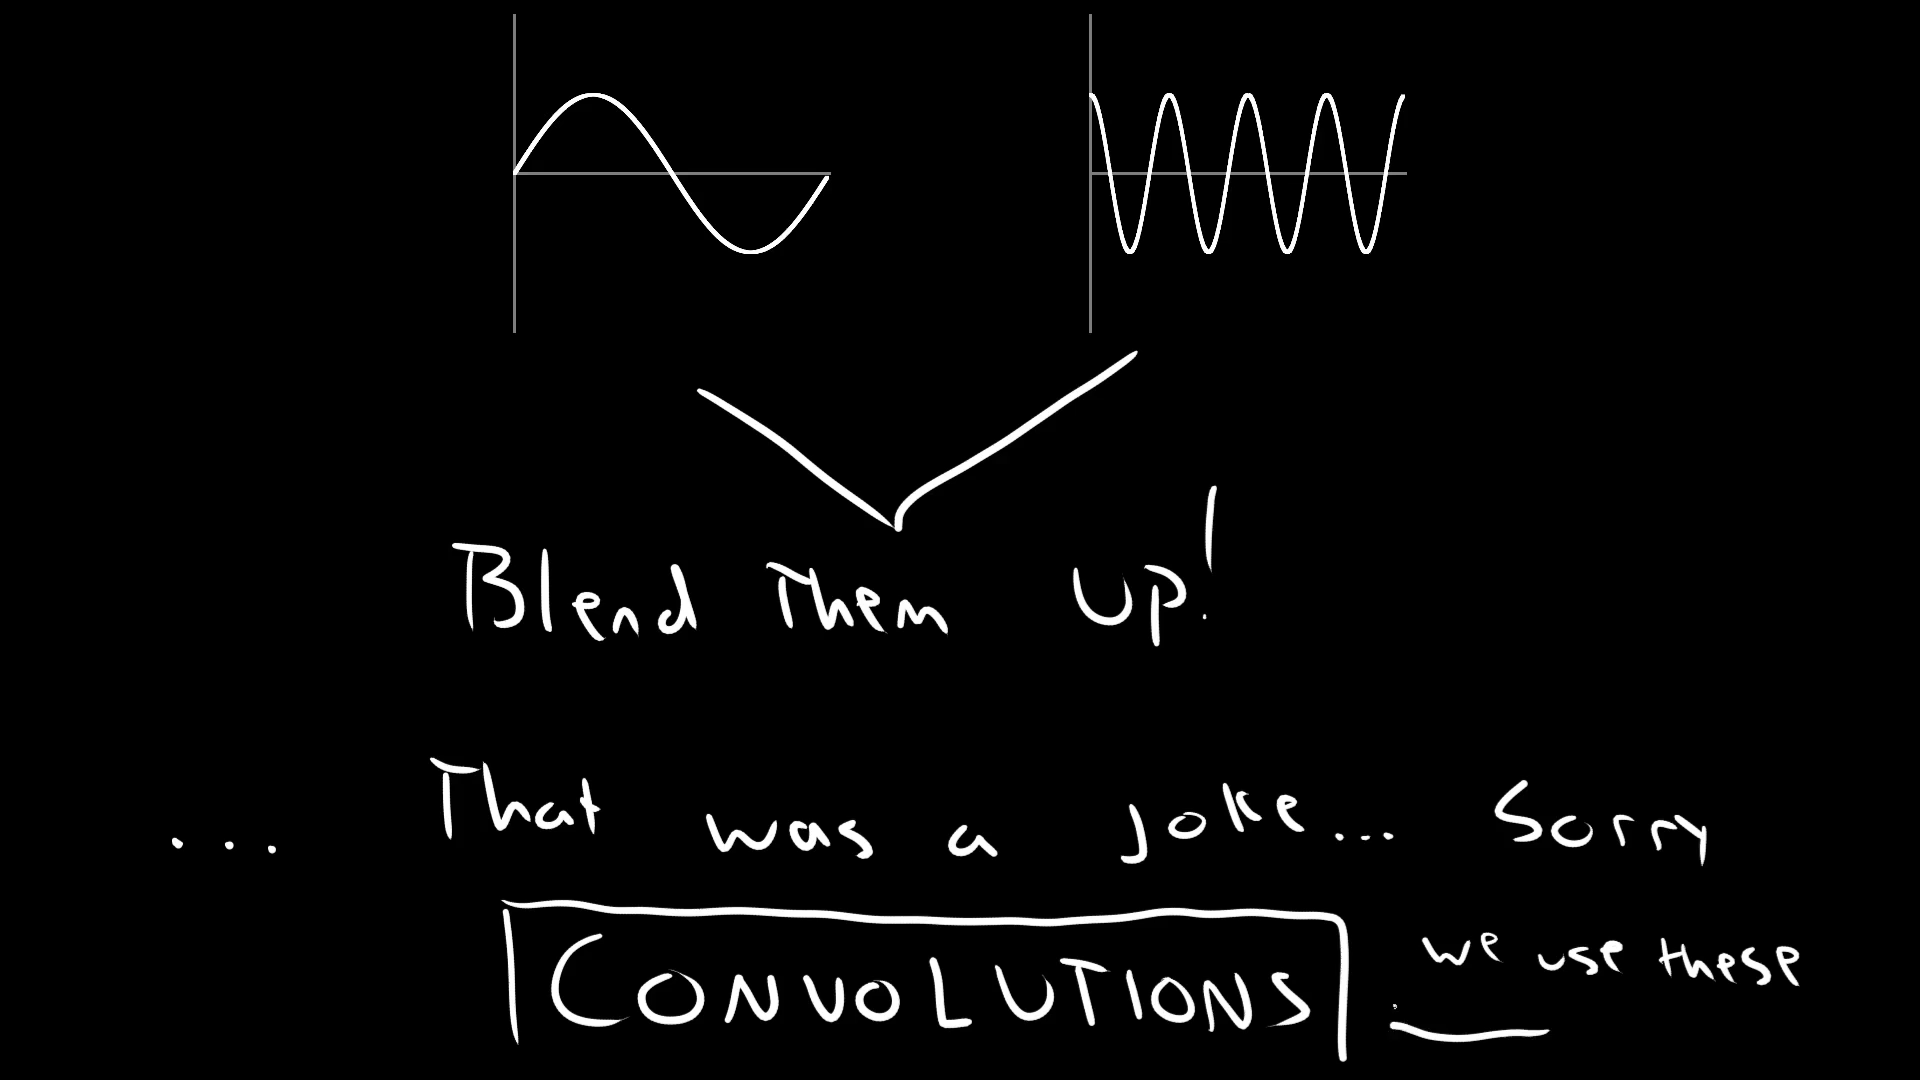 Blend Them Up!
... That was a joke... Sorry
CONVOLUTIONS we use these